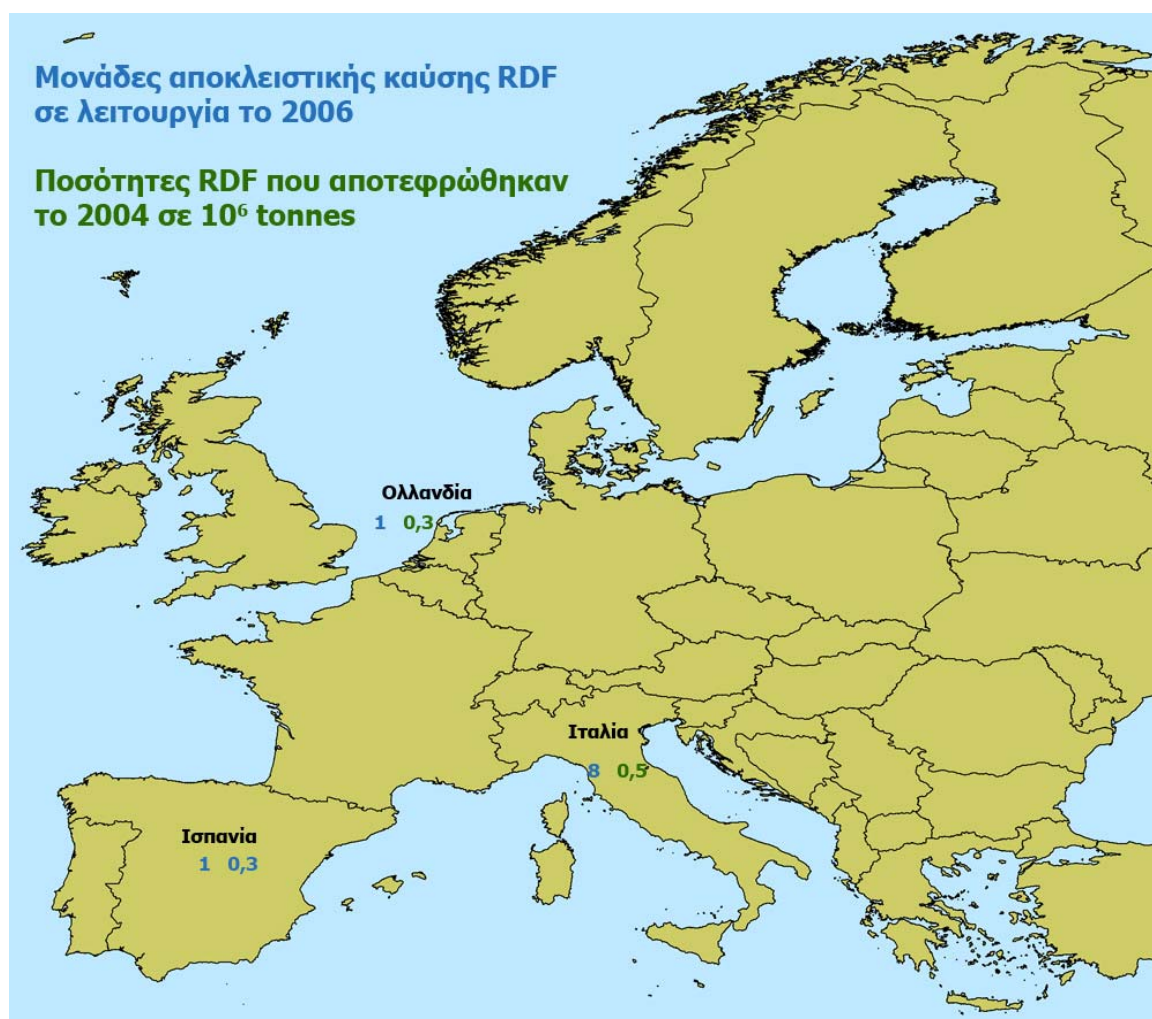 Μονάδες αποκλειστικής καύσης RDF
σε λειτουργία το 2006
Ποσότητες RDF που αποτεφρώθηκαν
το 2004 σε 10⁶ tonnes
Ολλανδία
1 0,3
Ιταλία
8 0,5
Ισπανία
1 0,3